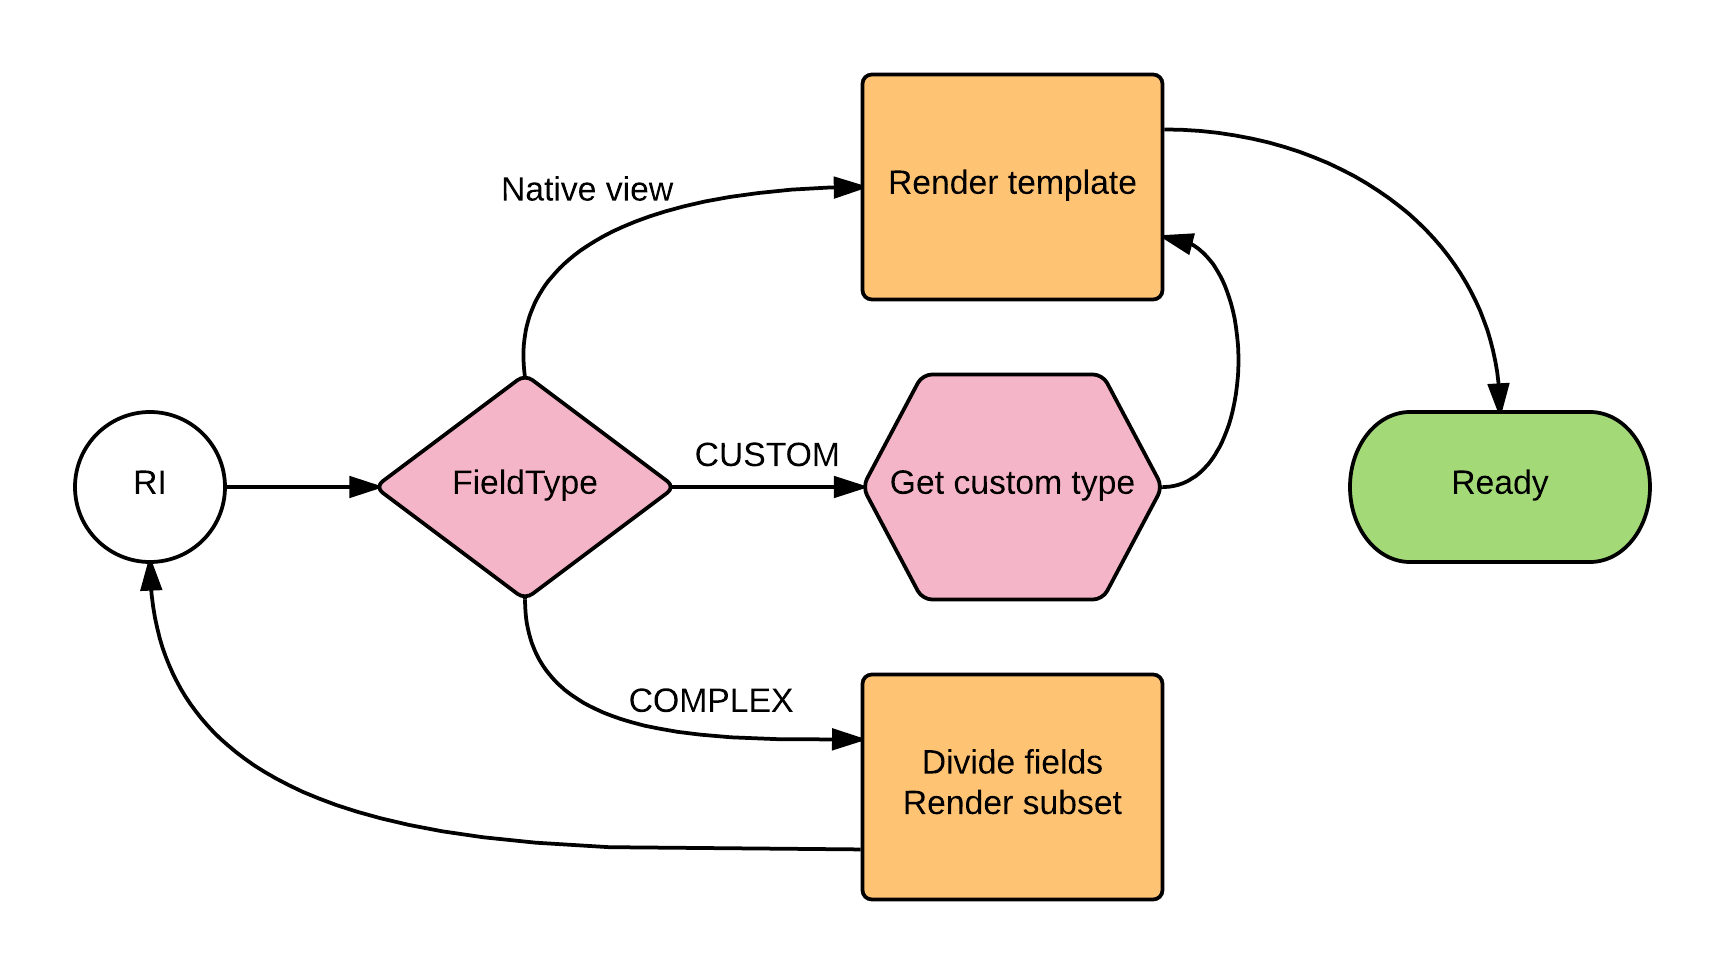 Native view
Render template
RI
FieldType
CUSTOM
Get custom type
Ready
COMPLEX
Divide fields
Render subset